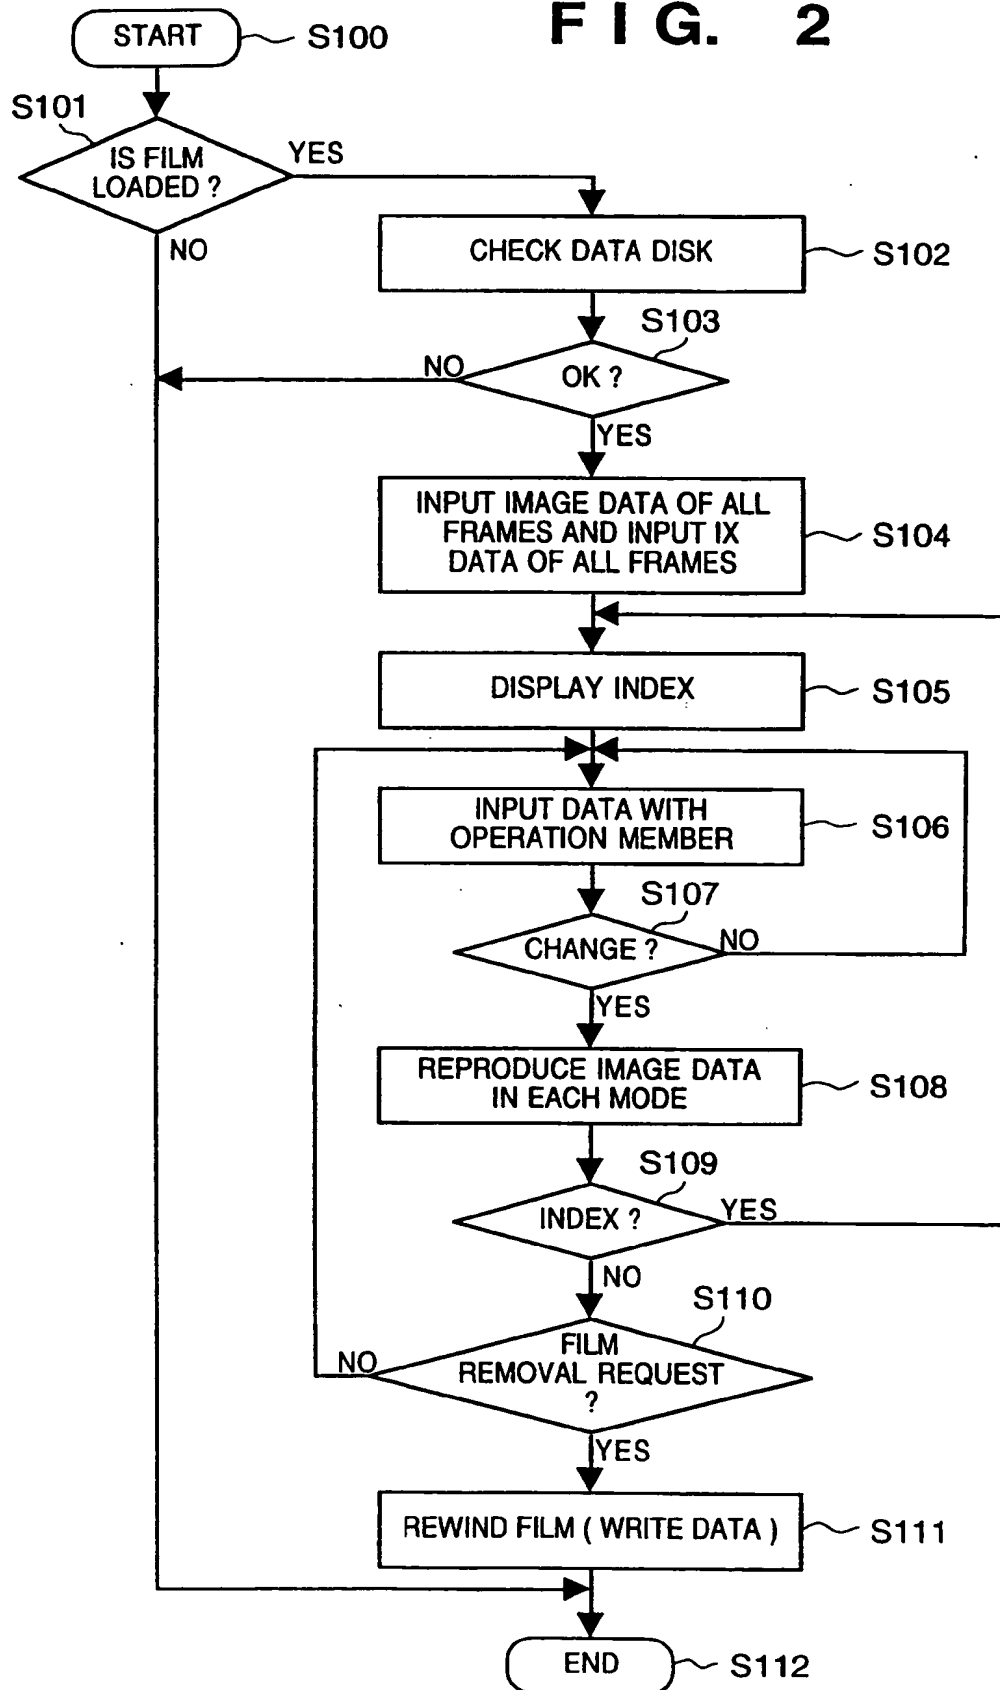 FIG. 2
START
S100
S101
IS FILM
LOADED ?
YES
NO
CHECK DATA DISK
S102
S103
OK ?
NO
YES
INPUT IMAGE DATA OF ALL
FRAMES AND INPUT IX
DATA OF ALL FRAMES
S104
DISPLAY INDEX
S105
INPUT DATA WITH
OPERATION MEMBER
S106
S107
CHANGE ?
NO
YES
REPRODUCE IMAGE DATA
IN EACH MODE
S108
S109
INDEX ?
YES
NO
S110
FILM
REMOVAL REQUEST
?
NO
YES
REWIND FILM ( WRITE DATA )
S111
END
S112